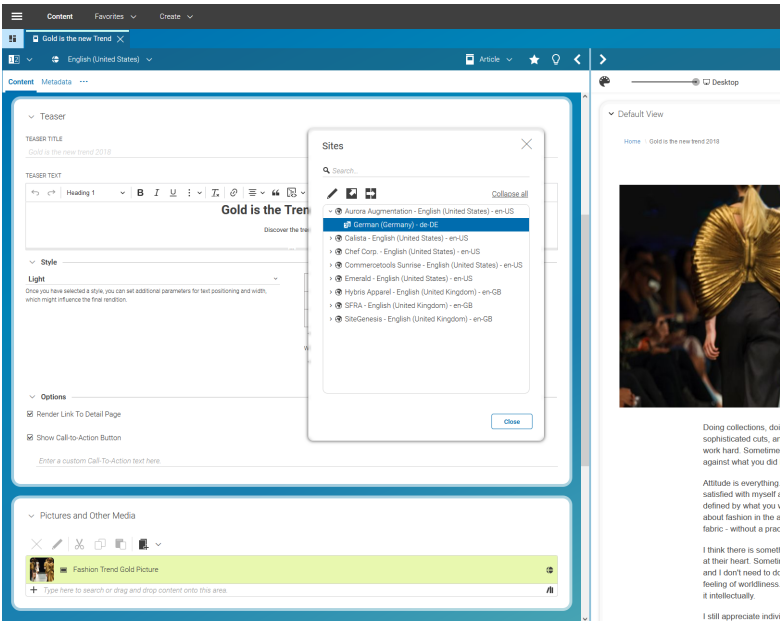 Content Favorites Create
Gold is the new Trend
English (United States) Article
Content Metadata ··· Desktop
Teaser
TEASER TITLE
Gold is the new trend 2018
TEASER TEXT
Heading 1 B I U
Gold is the Tren
Discover the tre
Style
Light
Once you have selected a style, you can set additional parameters for text positioning and width,
which might influence the final rendition.
W
Options
Render Link To Detail Page
Show Call-to-Action Button
Enter a custom Call-To-Action text here.
Pictures and Other Media
Fashion Trend Gold Picture
Type here to search or drag and drop content onto this area.
Sites
Search...
Collapse all
Aurora Augmentation - English (United States) - en-US
German (Germany) - de-DE
Calista - English (United States) - en-US
Chef Corp. - English (United States) - en-US
Commercetools Sunrise - English (United States) - en-US
Emerald - English (United States) - en-US
Hybris Apparel - English (United Kingdom) - en-GB
SFRA - English (United Kingdom) - en-GB
SiteGenesis - English (United Kingdom) - en-GB
Close
Default View
Home Gold is the new trend 2018
Doing collections, doi
sophisticated cuts, an
work hard. Sometime
against what you did
Attitude is everything.
satisfied with myself a
defined by what you w
about fashion in the a
fabric - without a prac
I think there is someth
at their heart. Sometin
and I don't need to do
feeling of worldliness.
it intellectually.
I still appreciate indivi